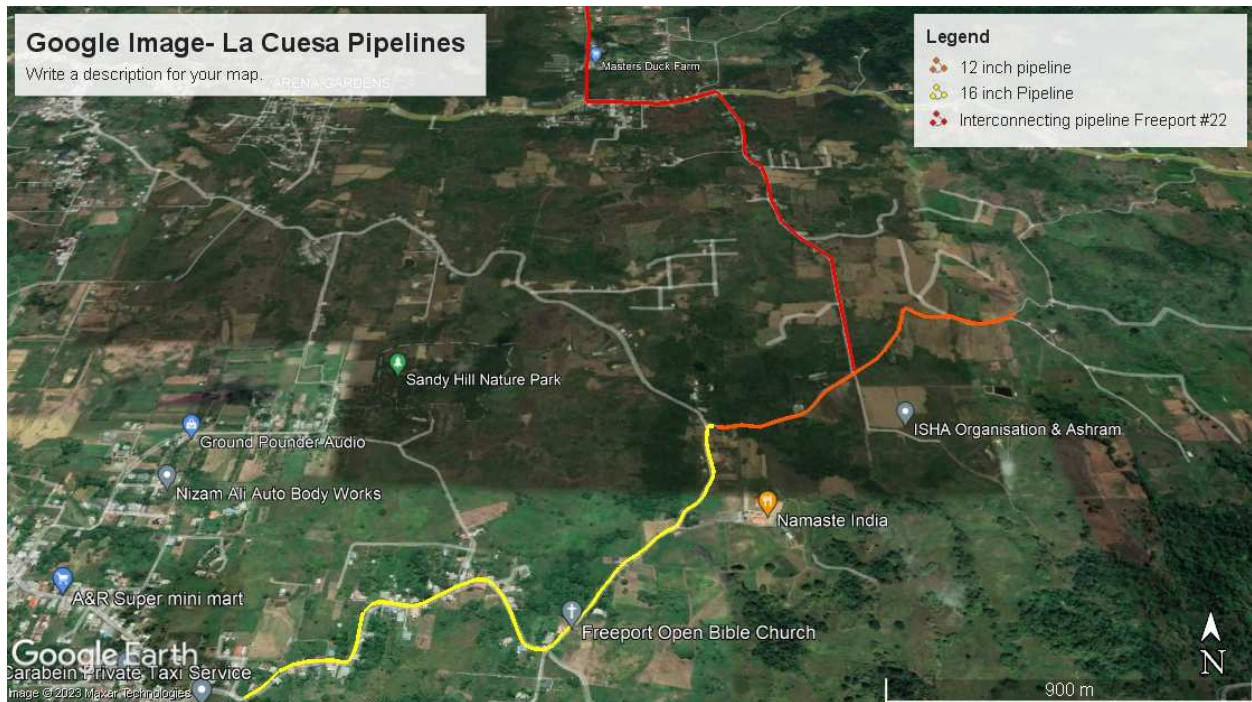 Google Image- La Cuesa Pipelines
Write a description for your map.
Legend
12 inch pipeline
16 inch Pipeline
Interconnecting pipeline Freeport #22
Masters Duck Farm
ARENA GARDENS
Sandy Hill Nature Park
Ground Pounder Audio
ISHA Organisation & Ashram
Nizam Ali Auto Body Works
Namaste India
A&R Super mini mart
Freeport Open Bible Church
Google Earth
Carabein Private Taxi Service
Image © 2023 Maxar Technologies
N
900 m